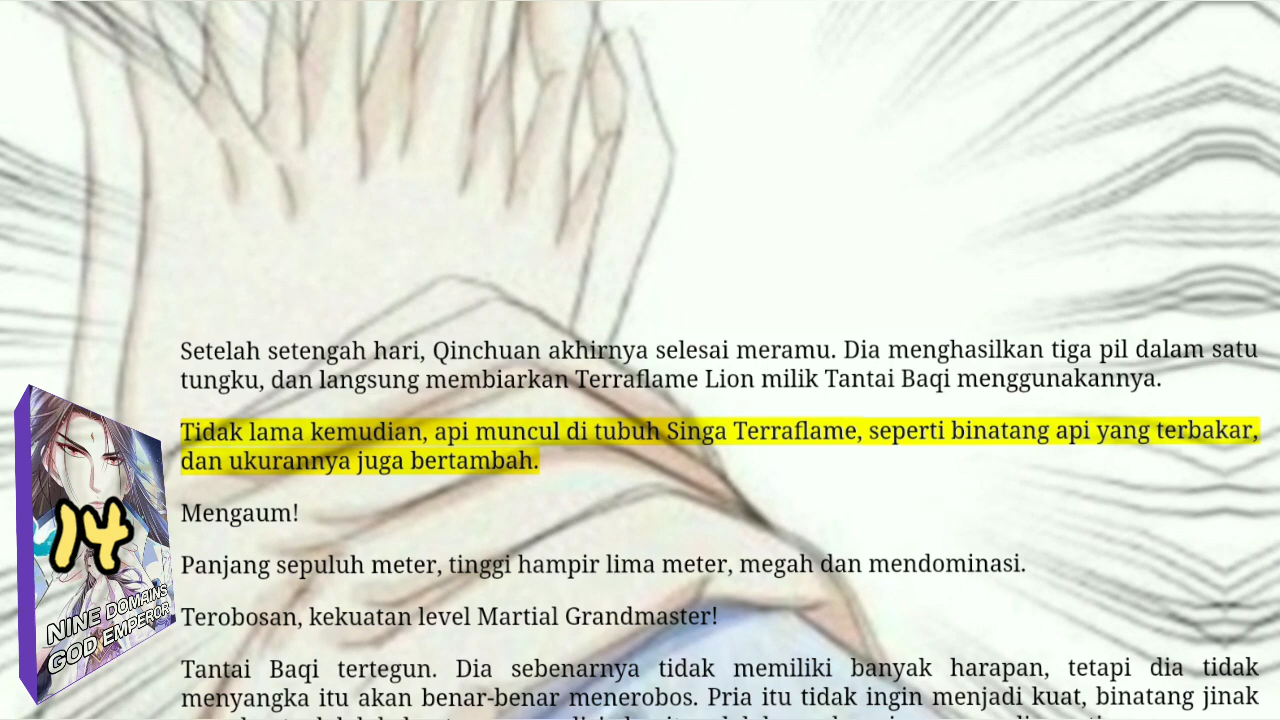 Setelah setengah hari, Qinchuan akhirnya selesai meramu. Dia menghasilkan tiga pil dalam satu
tungku, dan langsung membiarkan Terraflame Lion milik Tantai Baqi menggunakannya.
Tidak lama kemudian, api muncul di tubuh Singa Terraflame, seperti binatang api yang terbakar,
dan ukurannya juga bertambah.
Mengaum!
Panjang sepuluh meter, tinggi hampir lima meter, megah dan mendominasi.
Terobosan, kekuatan level Martial Grandmaster!
Tantai Baqi tertegun. Dia sebenarnya tidak memiliki banyak harapan, tetapi dia tidak
menyangka itu akan benar-benar menerobos. Pria itu tidak ingin menjadi kuat, binatang jinak
14
NINE DOMAINS
GOD EMPEROR